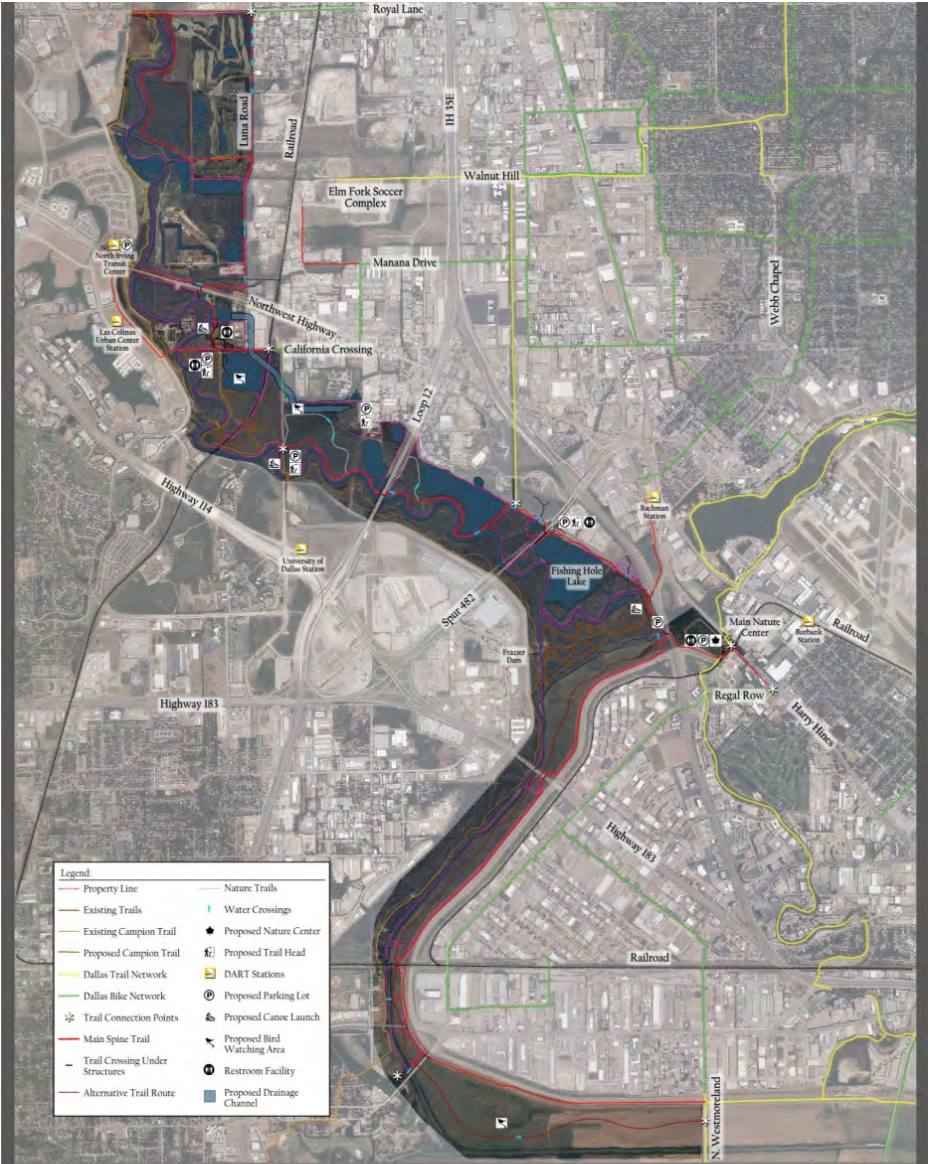 Royal Lane
Luna Road
Railroad
IH 35E
Walnut Hill
Elm Fork Soccer
Complex
Manana Drive
Webb Chapel
P
North Irving
Transit
Center
Northwest Highway
Las Colinas
Urban Center
Station
California Crossing
P
P
Loop 12
P
Highway 114
Bachman
Station
P
University of
Dallas Station
Fishing Hole
Lake
Spur 482
P
Main Nature
Center
P
Burbank
Station
Railroad
Frazier
Dam
Regal Row
Highway 183
Harry Hines
Highway 183
Railroad
N. Westmoreland
Legend:
Property Line
Existing Trails
Existing Campion Trail
Proposed Campion Trail
Dallas Trail Network
Dallas Bike Network
Trail Connection Points
Main Spine Trail
Trail Crossing Under
Structures
Alternative Trail Route
Nature Trails
Water Crossings
Proposed Nature Center
Proposed Trail Head
DART Stations
P Proposed Parking Lot
Proposed Canoe Launch
Proposed Bird
Watching Area
Restroom Facility
Proposed Drainage
Channel